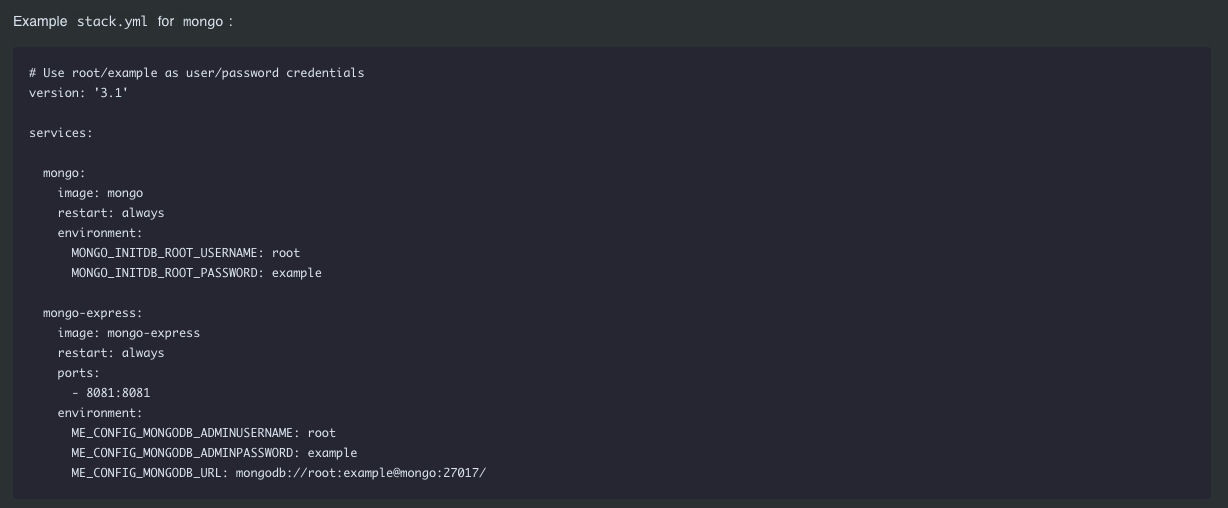 Example stack.yml for mongo :
# Use root/example as user/password credentials
version: '3.1'
services:
mongo:
image: mongo
restart: always
environment:
MONGO_INITDB_ROOT_USERNAME: root
MONGO_INITDB_ROOT_PASSWORD: example
mongo-express:
image: mongo-express
restart: always
ports:
- 8081:8081
environment:
ME_CONFIG_MONGODB_ADMINUSERNAME: root
ME_CONFIG_MONGODB_ADMINPASSWORD: example
ME_CONFIG_MONGODB_URL: mongodb://root:example@mongo:27017/